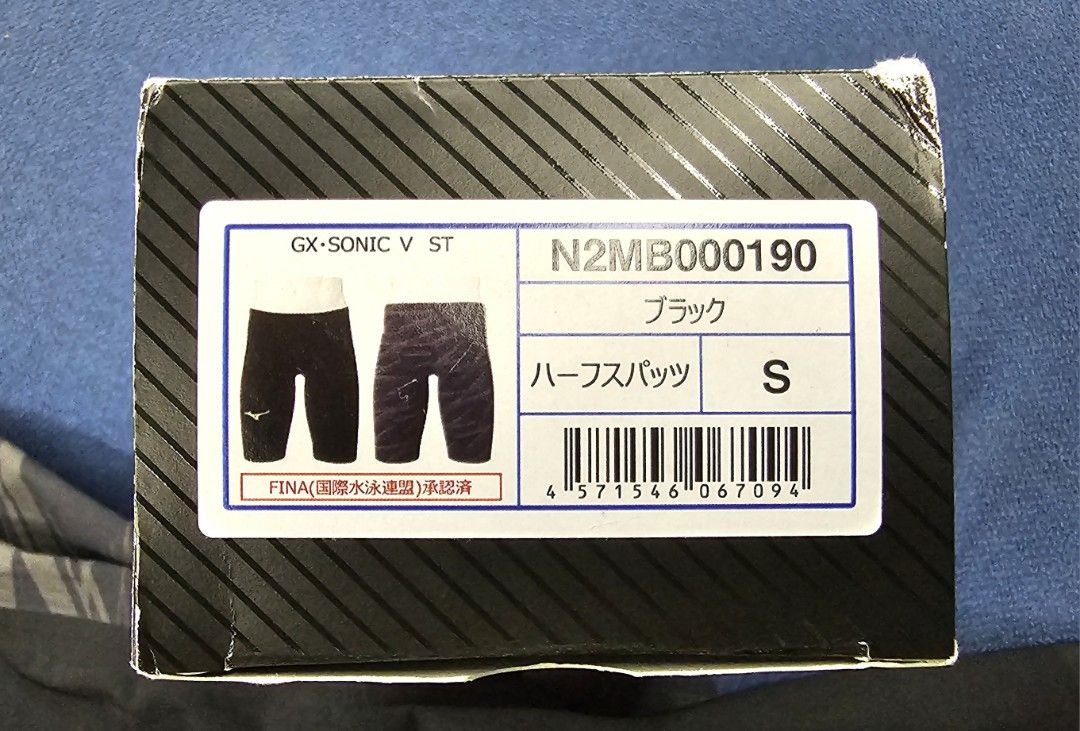 GX・SONIC V ST
FINA(国際水泳連盟)承認済
N2MB000190
ブラック
ハーフスパッツ
S
4 571546 067094